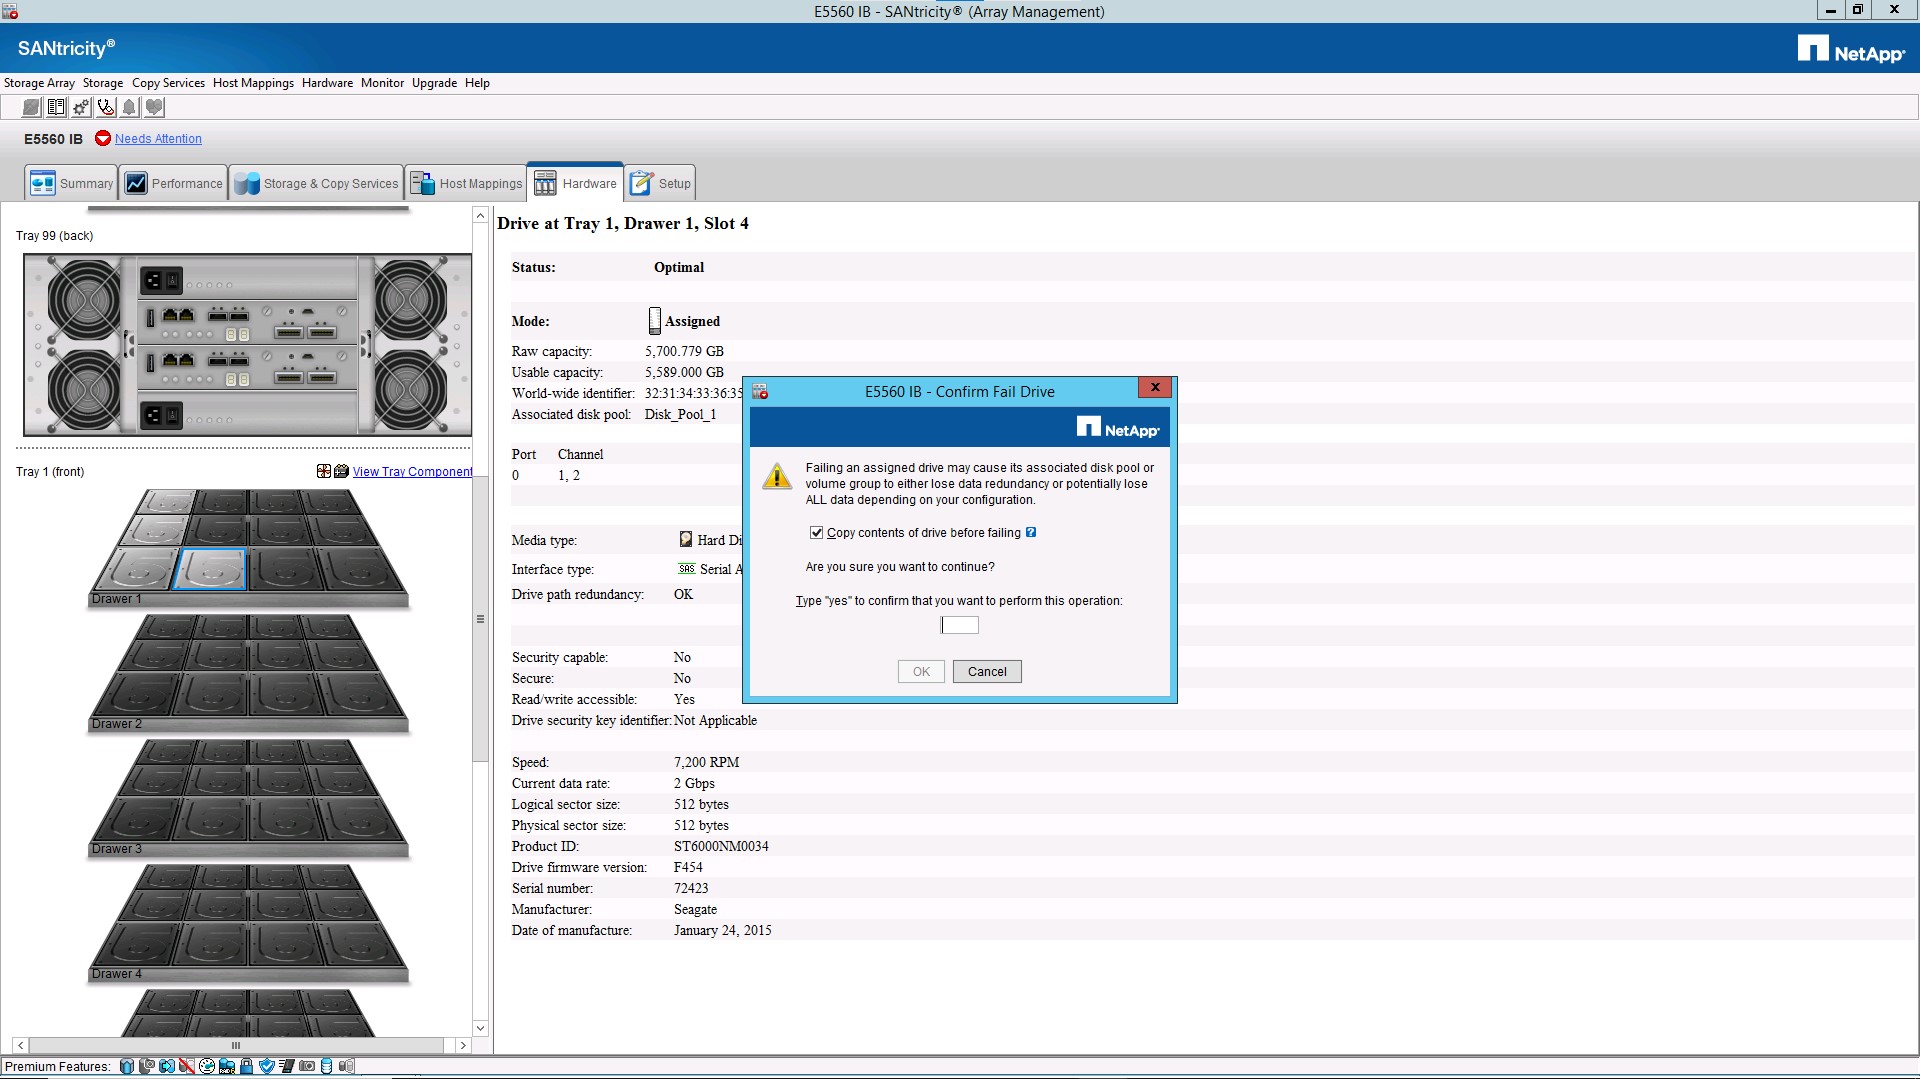 E5560 IB - SANtricity® (Array Management)
SANtricity®
NetApp®
Storage Array Storage Copy Services Host Mappings Hardware Monitor Upgrade Help
E5560 IB Needs Attention
Summary Performance Storage & Copy Services Host Mappings Hardware Setup
Tray 99 (back)
Tray 1 (front) View Tray Component
Drawer 1
Drawer 2
Drawer 3
Drawer 4
Drive at Tray 1, Drawer 1, Slot 4
Status: Optimal
Mode: Assigned
Raw capacity: 5,700.779 GB
Usable capacity: 5,589.000 GB
World-wide identifier: 32:31:34:33:36:35
Associated disk pool: Disk_Pool_1
Port Channel
0 1, 2
Media type: Hard Di
Interface type: SAS Serial A
Drive path redundancy: OK
Security capable: No
Secure: No
Read/write accessible: Yes
Drive security key identifier: Not Applicable
Speed: 7,200 RPM
Current data rate: 2 Gbps
Logical sector size: 512 bytes
Physical sector size: 512 bytes
Product ID: ST6000NM0034
Drive firmware version: F454
Serial number: 72423
Manufacturer: Seagate
Date of manufacture: January 24, 2015
E5560 IB - Confirm Fail Drive
NetApp®
Failing an assigned drive may cause its associated disk pool or
volume group to either lose data redundancy or potentially lose
ALL data depending on your configuration.
Copy contents of drive before failing ?
Are you sure you want to continue?
Type "yes" to confirm that you want to perform this operation:
OK Cancel
Premium Features: